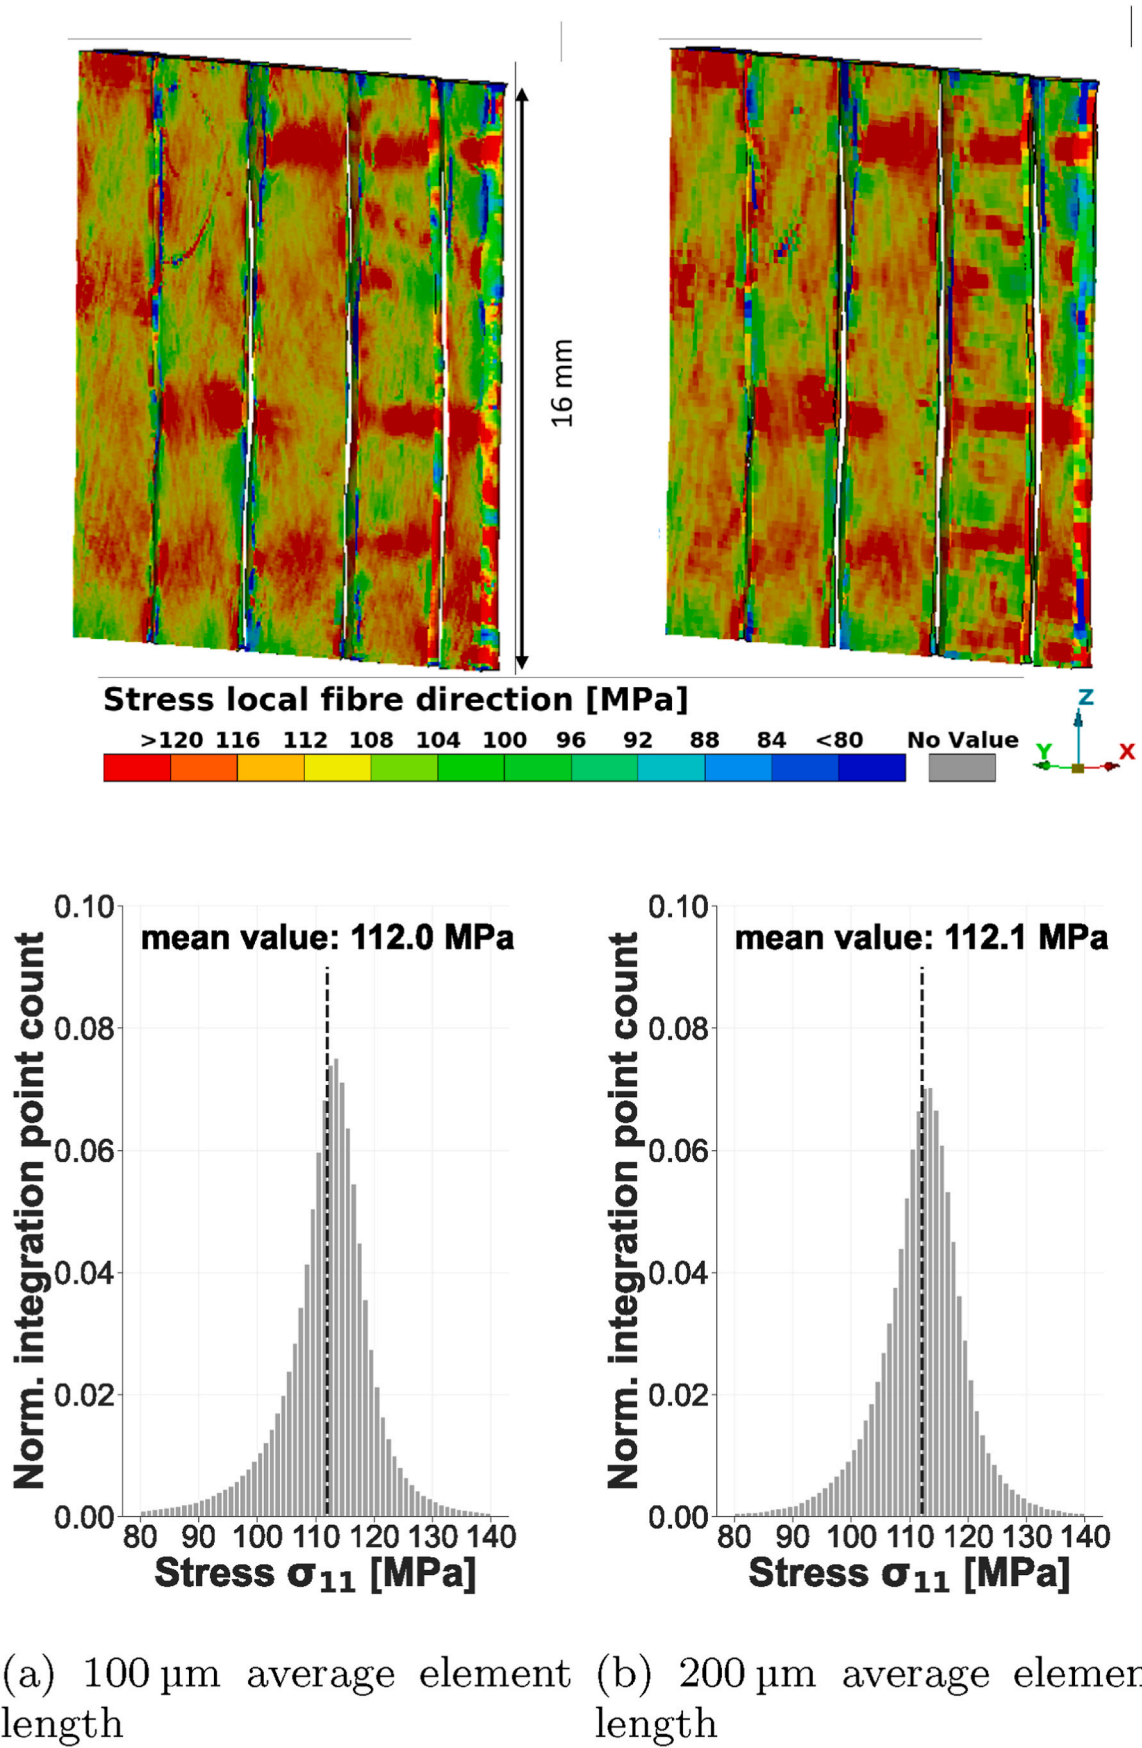 16 mm
Stress local fibre direction [MPa]
>120 116 112 108 104 100 96 92 88 84 <80 No Value
Z
Y X
mean value: 112.0 MPa
Norm. integration point count
0.10
0.08
0.06
0.04
0.02
0.00
80 90 100 110 120 130 140
Stress σ11 [MPa]
mean value: 112.1 MPa
Norm. integration point count
0.10
0.08
0.06
0.04
0.02
0.00
80 90 100 110 120 130 140
Stress σ11 [MPa]
(a) 100 µm average element
length
(b) 200 µm average elemen
length